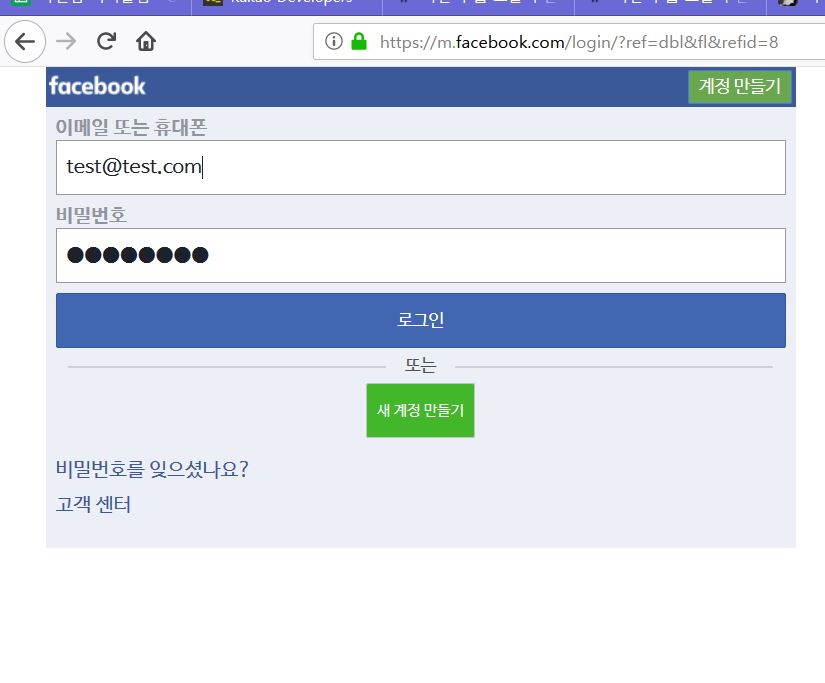 Kakao Developers
https://m.facebook.com/login/?ref=dbl&fl&refid=8
facebook
계정 만들기
이메일 또는 휴대폰
test@test.com
비밀번호
●●●●●●●●
로그인
또는
새 계정 만들기
비밀번호를 잊으셨나요?
고객 센터